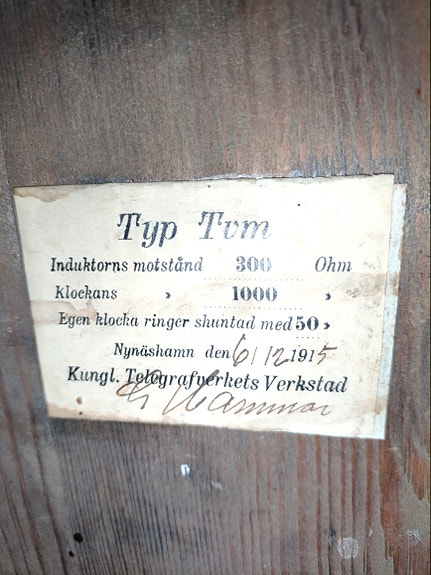 Typ Tvm
Induktorns motstånd 300 Ohm
Klockans » 1000 »
Egen klocka ringer shuntad med 50 »
Nynäshamn den 6/12 1915
Kungl. Telegrafverkets Verkstad